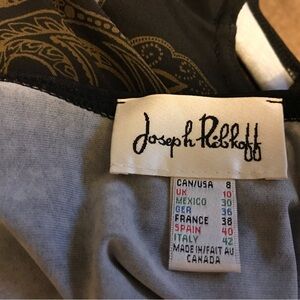 Joseph Ribkoff
CAN/USA 8
UK 10
MEXICO 30
GER 36
FRANCE 38
SPAIN 40
ITALY 42
MADE IN/FAIT AU
CANADA